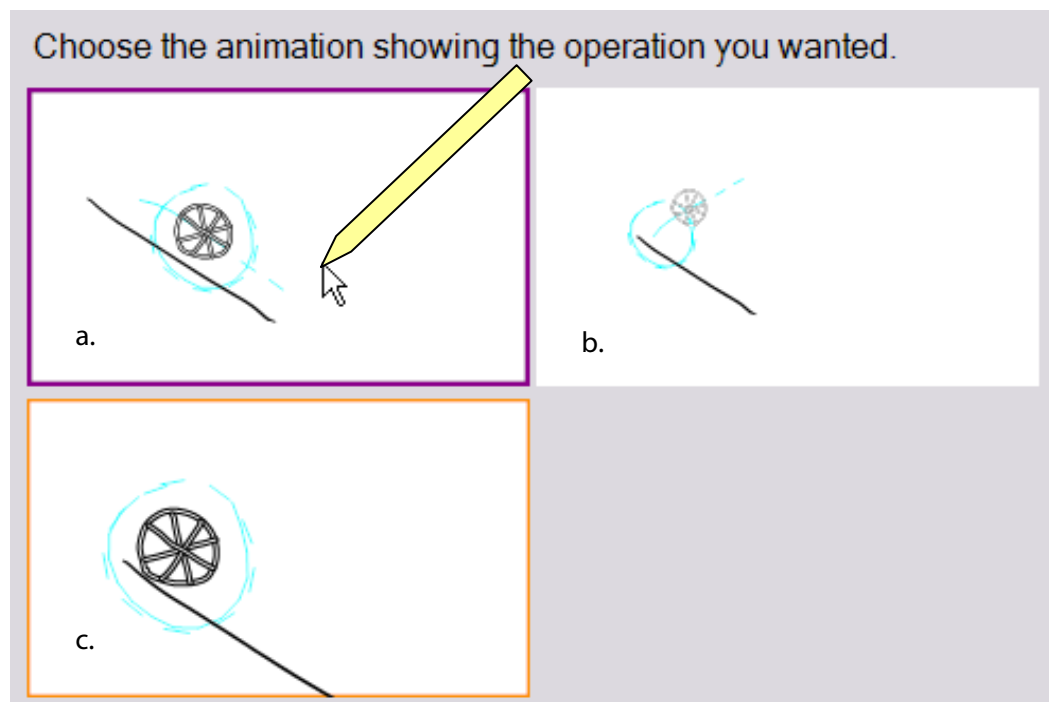 Choose the animation showing the operation you wanted.
a.
b.
c.